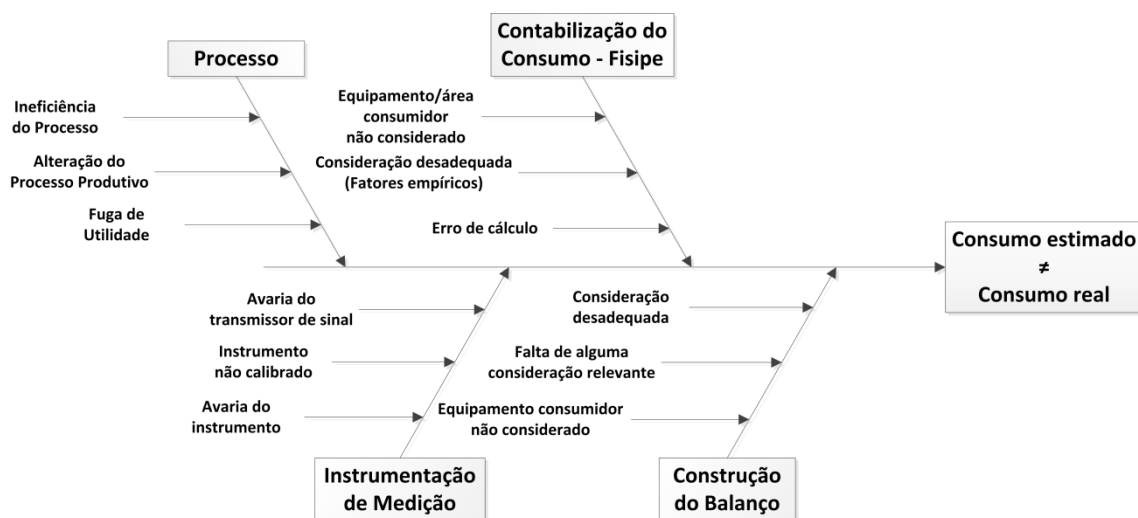 Processo
Contabilização do
Consumo - Fisipe
Ineficiência
do Processo
Alteração do
Processo Produtivo
Fuga de
Utilidade
Equipamento/área
consumidor
não considerado
Consideração desadequada
(Fatores empíricos)
Erro de cálculo
Consumo estimado
≠
Consumo real
Avaria do
transmissor de sinal
Instrumento
não calibrado
Avaria do
instrumento
Consideração
desadequada
Falta de alguma
consideração relevante
Equipamento consumidor
não considerado
Instrumentação
de Medição
Construção
do Balanço